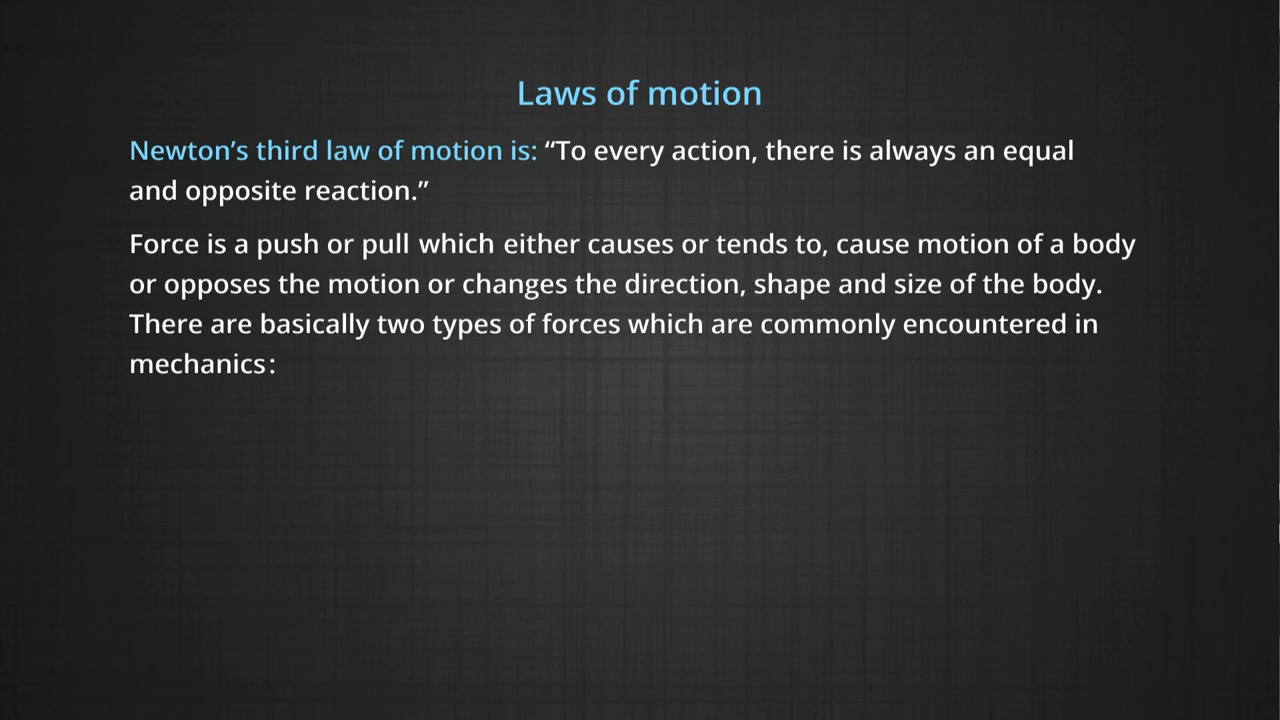 Laws of motion
Newton’s third law of motion is: “To every action, there is always an equal
and opposite reaction.”
Force is a push or pull which either causes or tends to, cause motion of a body
or opposes the motion or changes the direction, shape and size of the body.
There are basically two types of forces which are commonly encountered in
mechanics: